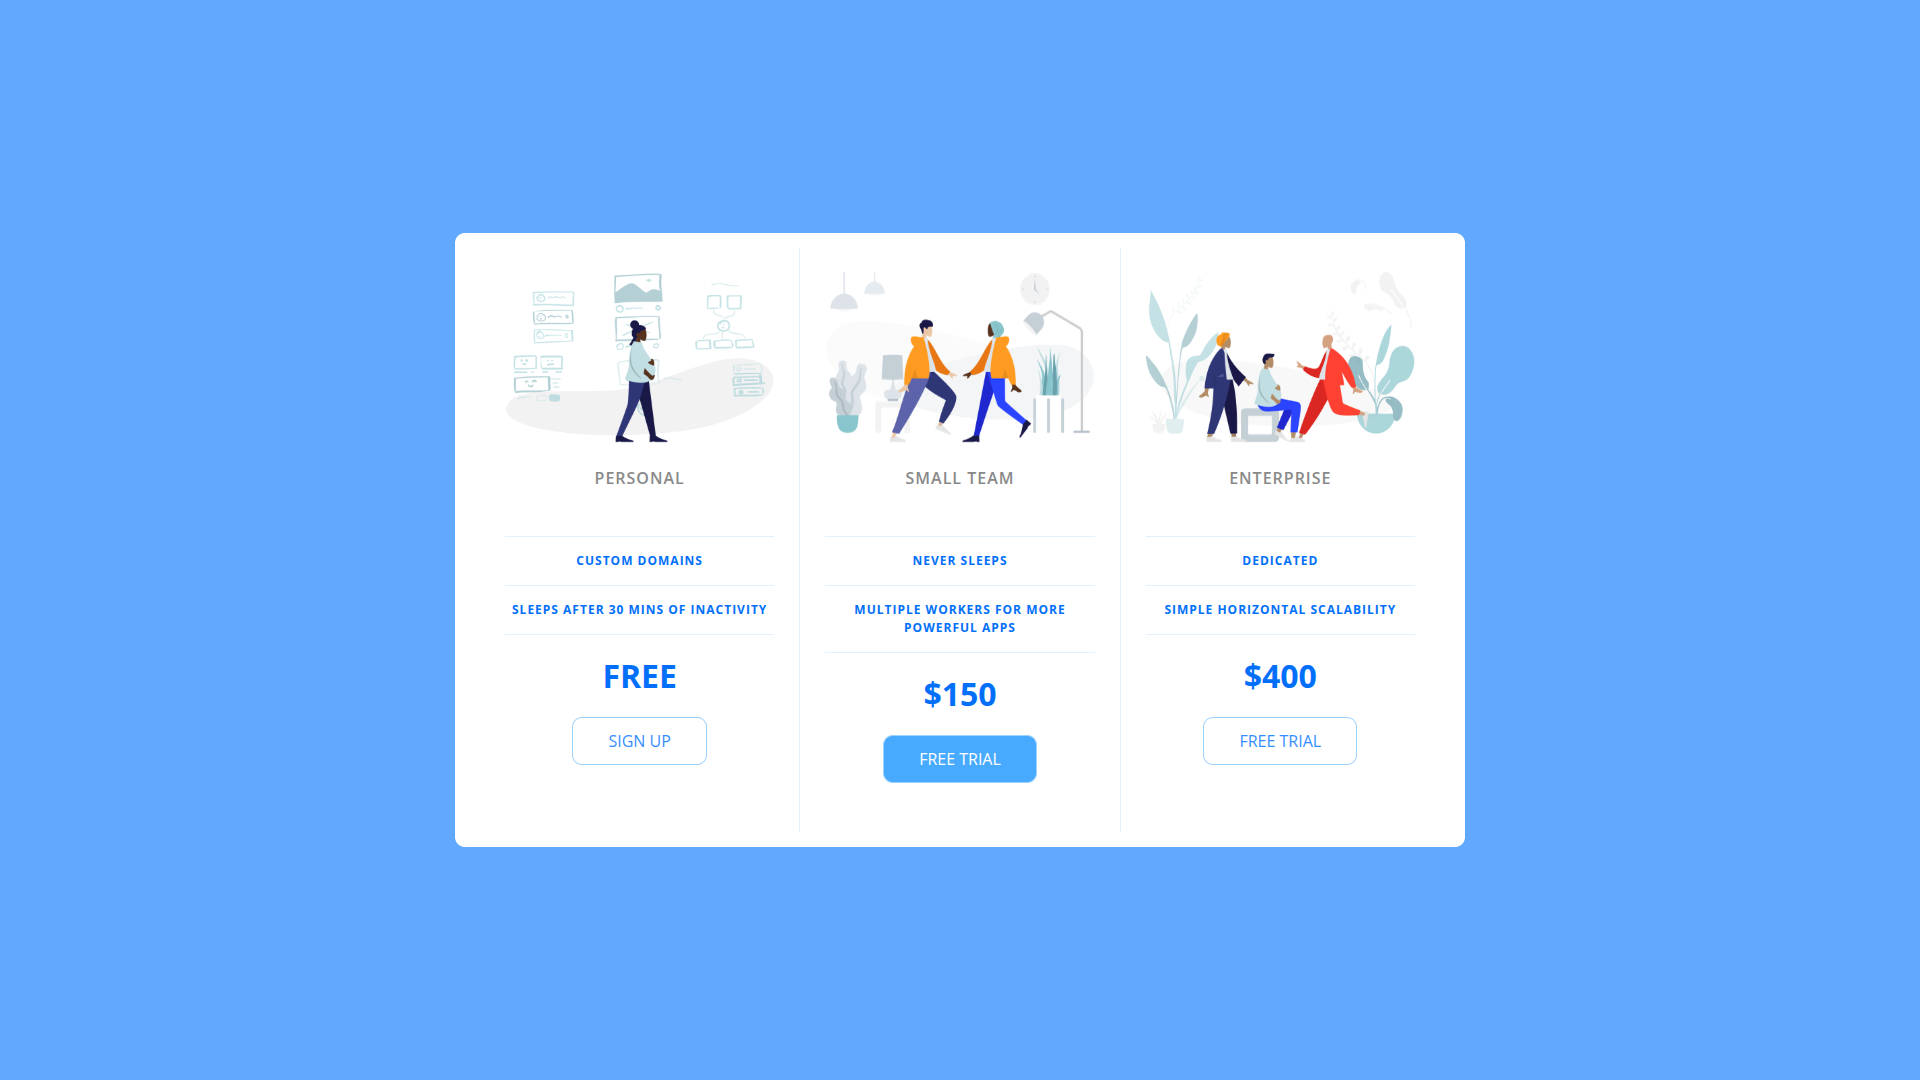 PERSONAL
CUSTOM DOMAINS
SLEEPS AFTER 30 MINS OF INACTIVITY
FREE
SIGN UP
SMALL TEAM
NEVER SLEEPS
MULTIPLE WORKERS FOR MORE
POWERFUL APPS
$150
FREE TRIAL
ENTERPRISE
DEDICATED
SIMPLE HORIZONTAL SCALABILITY
$400
FREE TRIAL